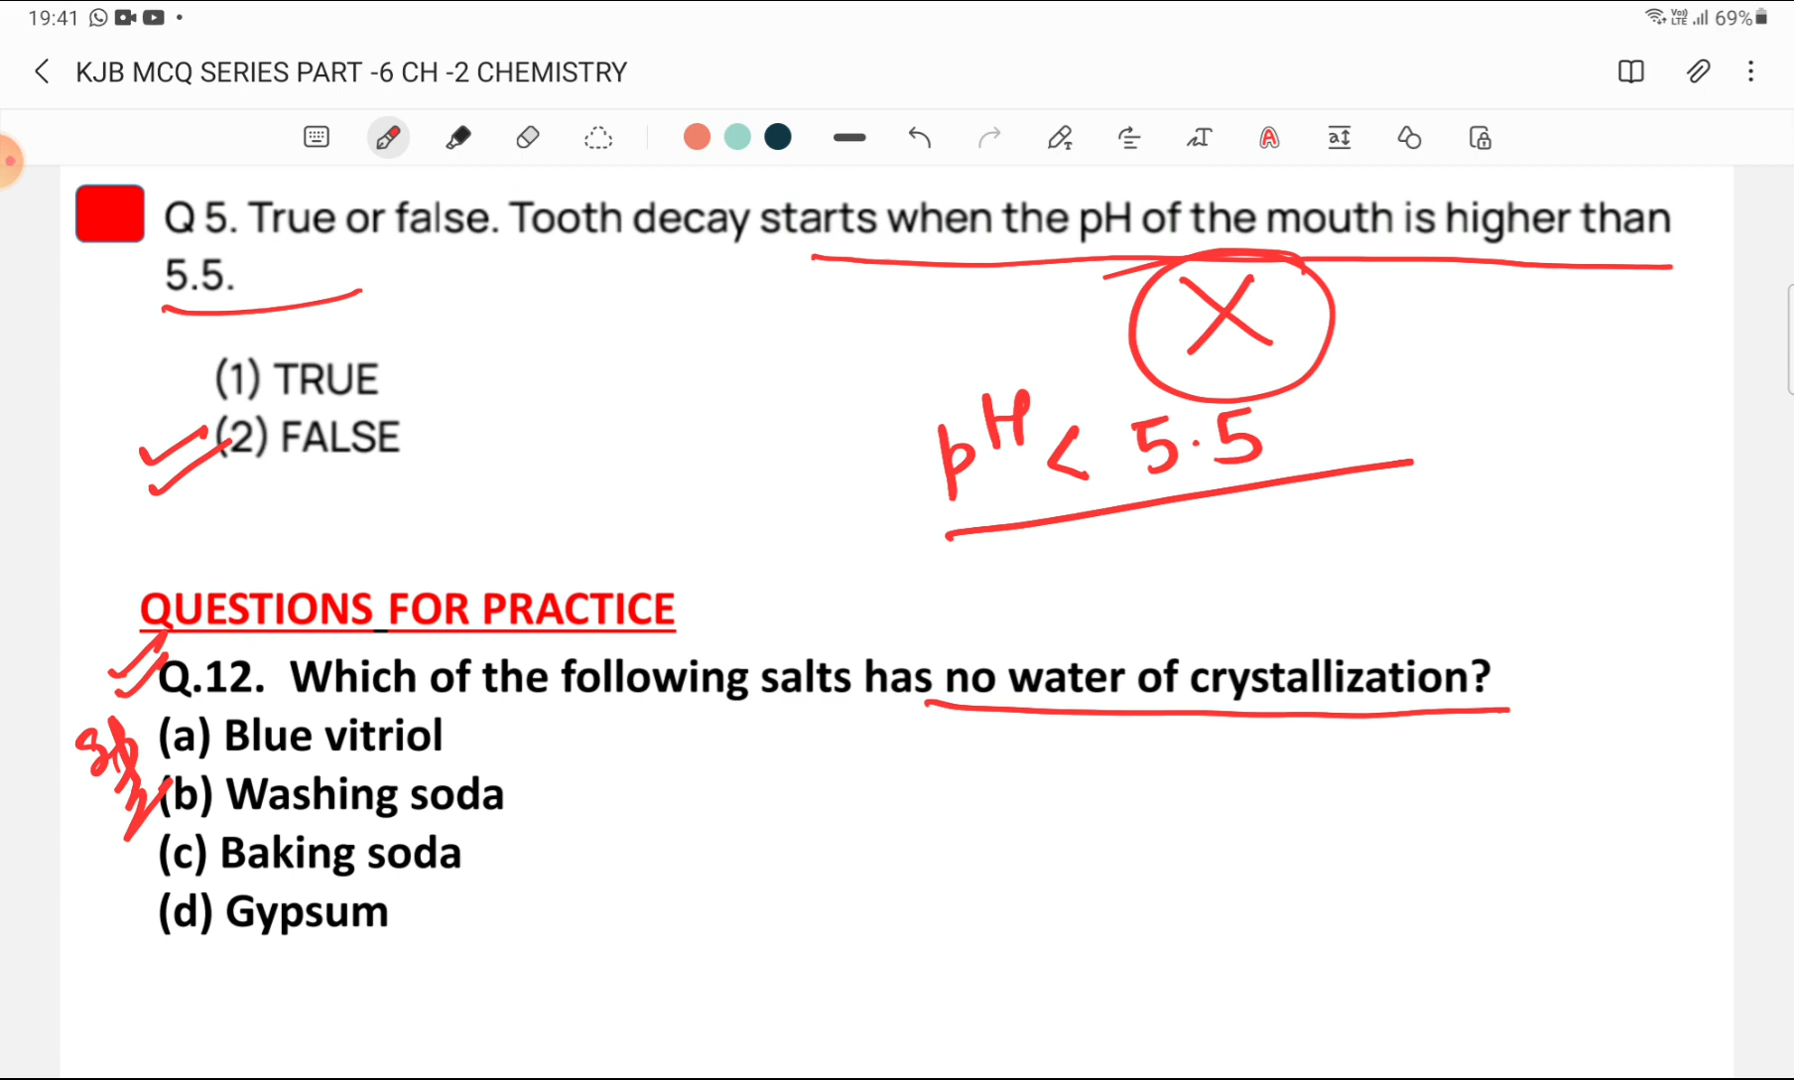 19:41
Vo)) LTE 69%
KJB MCQ SERIES PART -6 CH -2 CHEMISTRY
Q 5. True or false. Tooth decay starts when the pH of the mouth is higher than
5.5.
X
(1) TRUE
(2) FALSE
pH < 5.5
QUESTIONS FOR PRACTICE
Q.12. Which of the following salts has no water of crystallization?
(a) Blue vitriol
(b) Washing soda
(c) Baking soda
(d) Gypsum